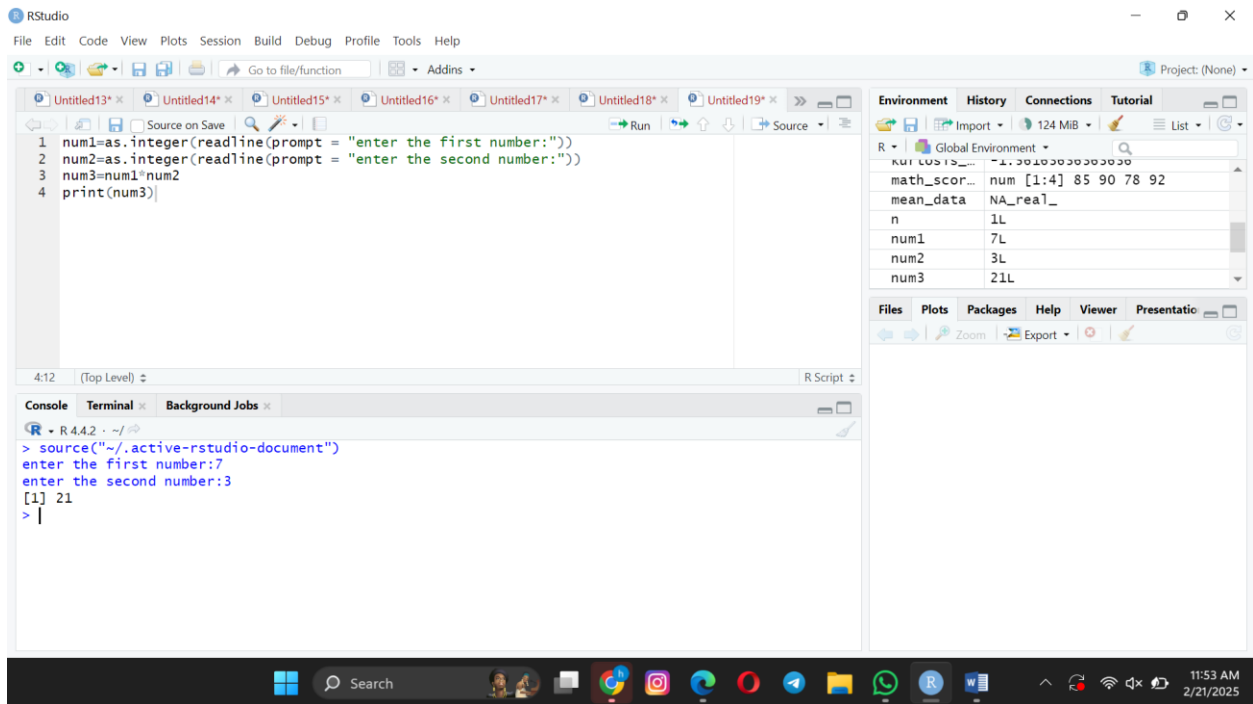 RStudio
File Edit Code View Plots Session Build Debug Profile Tools Help
Go to file/function Addins Project: (None)
Untitled13* Untitled14* Untitled15* Untitled16* Untitled17* Untitled18* Untitled19*
Source on Save Run Source
1 num1=as.integer(readline(prompt = "enter the first number:"))
2 num2=as.integer(readline(prompt = "enter the second number:"))
3 num3=num1*num2
4 print(num3)
4:12 (Top Level) R Script
Console Terminal Background Jobs
R 4.4.2 · ~/
> source("~/.active-rstudio-document")
enter the first number:7
enter the second number:3
[1] 21
>
Environment History Connections Tutorial
Import 124 MiB List
R Global Environment
kurtosis_…
math_scor… num [1:4] 85 90 78 92
mean_data NA_real_
n 1L
num1 7L
num2 3L
num3 21L
Files Plots Packages Help Viewer Presentatio
Zoom Export
Search
11:53 AM
2/21/2025